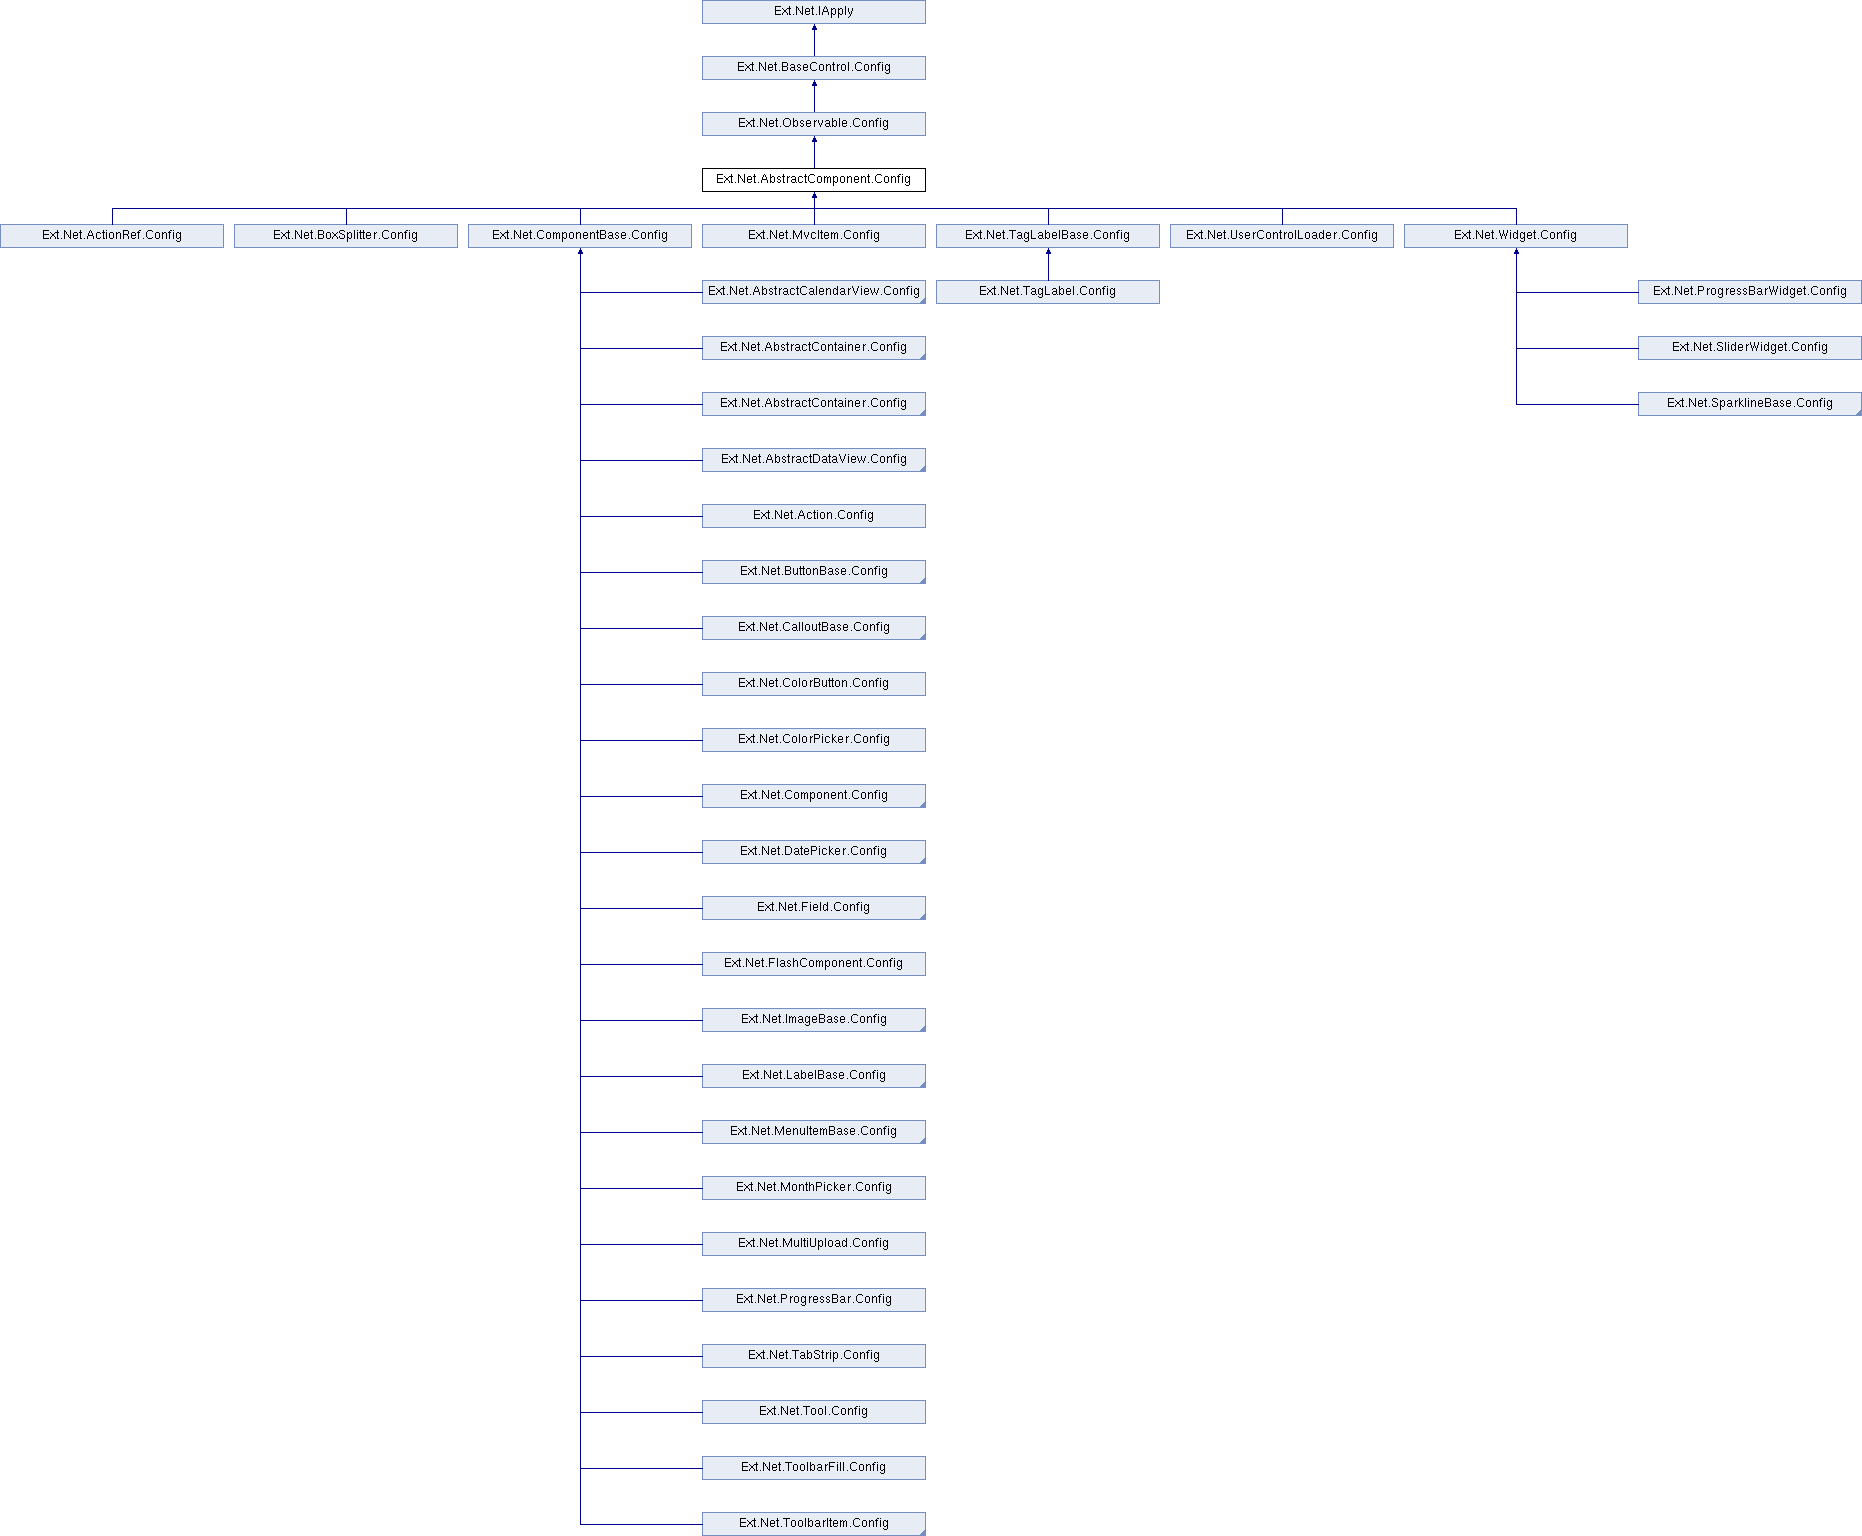 Ext.Net.IApply
Ext.Net.BaseControl.Config
Ext.Net.Observable.Config
Ext.Net.AbstractComponent.Config
Ext.Net.ActionRef.Config
Ext.Net.BoxSplitter.Config
Ext.Net.ComponentBase.Config
Ext.Net.MvcItem.Config
Ext.Net.TagLabelBase.Config
Ext.Net.UserControlLoader.Config
Ext.Net.Widget.Config
Ext.Net.AbstractCalendarView.Config
Ext.Net.TagLabel.Config
Ext.Net.ProgressBarWidget.Config
Ext.Net.AbstractContainer.Config
Ext.Net.SliderWidget.Config
Ext.Net.AbstractContainer.Config
Ext.Net.SparklineBase.Config
Ext.Net.AbstractDataView.Config
Ext.Net.Action.Config
Ext.Net.ButtonBase.Config
Ext.Net.CalloutBase.Config
Ext.Net.ColorButton.Config
Ext.Net.ColorPicker.Config
Ext.Net.Component.Config
Ext.Net.DatePicker.Config
Ext.Net.Field.Config
Ext.Net.FlashComponent.Config
Ext.Net.ImageBase.Config
Ext.Net.LabelBase.Config
Ext.Net.MenuItemBase.Config
Ext.Net.MonthPicker.Config
Ext.Net.MultiUpload.Config
Ext.Net.ProgressBar.Config
Ext.Net.TabStrip.Config
Ext.Net.Tool.Config
Ext.Net.ToolbarFill.Config
Ext.Net.ToolbarItem.Config